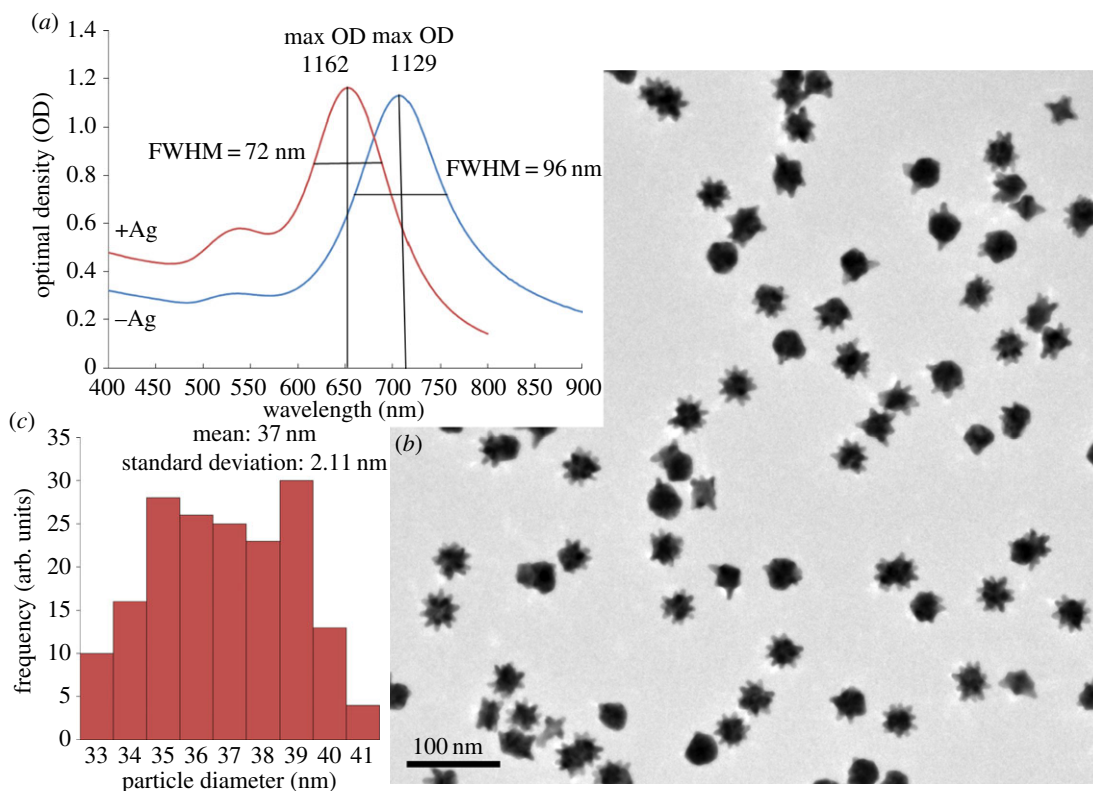 (a)
max OD max OD
1162 1129
1.4
1.2
1.0
0.8
0.6
0.4
0.2
0
optimal density (OD)
FWHM = 72 nm
FWHM = 96 nm
+Ag
–Ag
400 450 500 550 600 650 700 750 800 850 900
wavelength (nm)
(c)
mean: 37 nm
standard deviation: 2.11 nm
35
30
25
20
15
10
5
0
frequency (arb. units)
33 34 35 36 37 38 39 40 41
particle diameter (nm)
(b)
100 nm